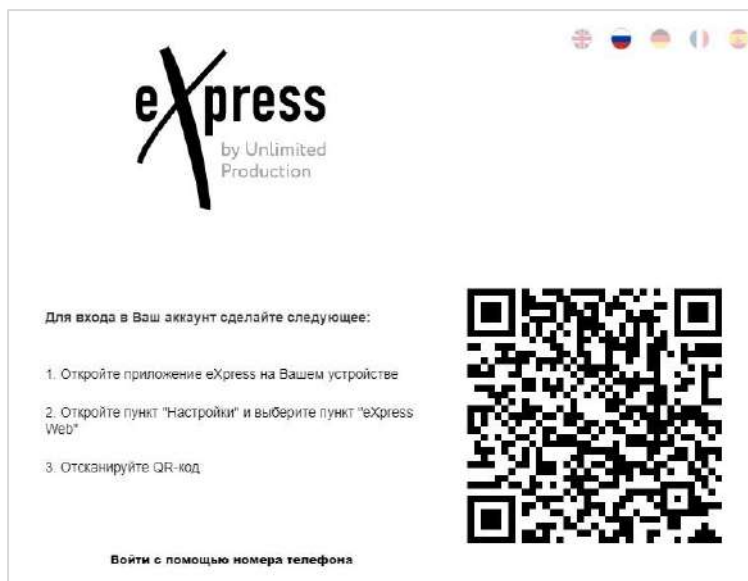 eXpress
by Unlimited
Production
Для входа в Ваш аккаунт сделайте следующее:
1. Откройте приложение eXpress на Вашем устройстве
2. Откройте пункт "Настройки" и выберите пункт "eXpress
Web"
3. Отсканируйте QR-код
Войти с помощью номера телефона